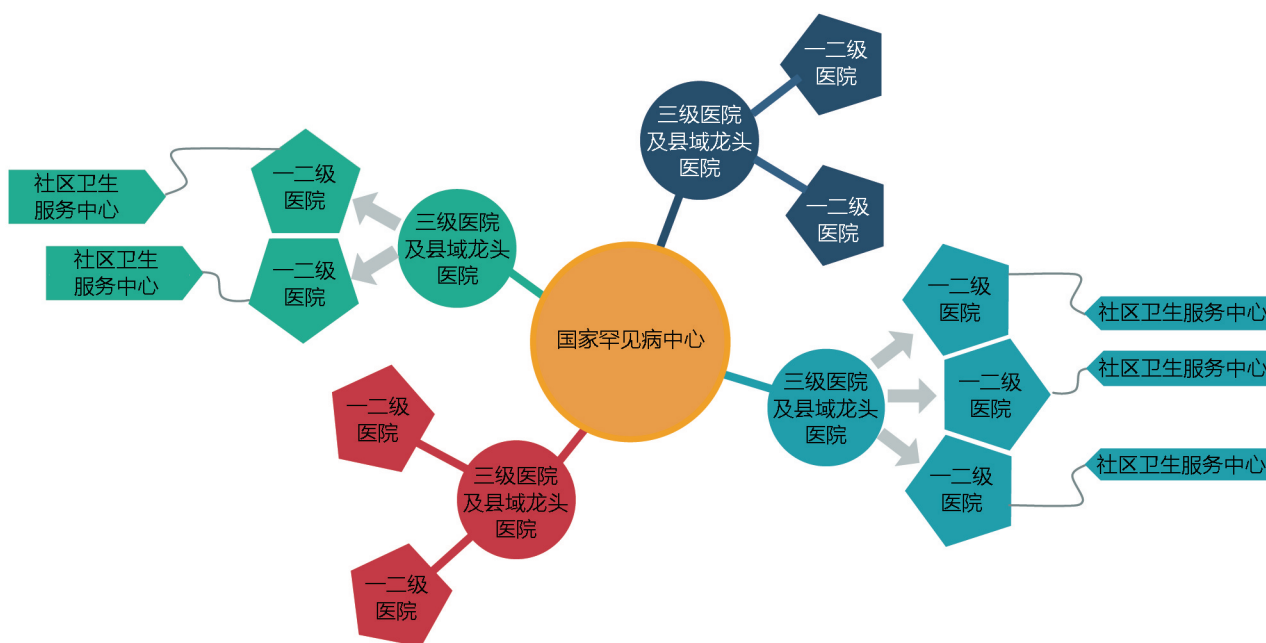 一二级
医院
三级医院
及县域龙头
医院
一二级
医院
一二级
医院
社区卫生
服务中心
三级医院
及县域龙头
医院
社区卫生
服务中心
一二级
医院
国家罕见病中心
一二级
医院
社区卫生服务中心
三级医院
及县域龙头
医院
一二级
医院
社区卫生服务中心
一二级
医院
社区卫生服务中心
一二级
医院
三级医院
及县域龙头
医院
一二级
医院